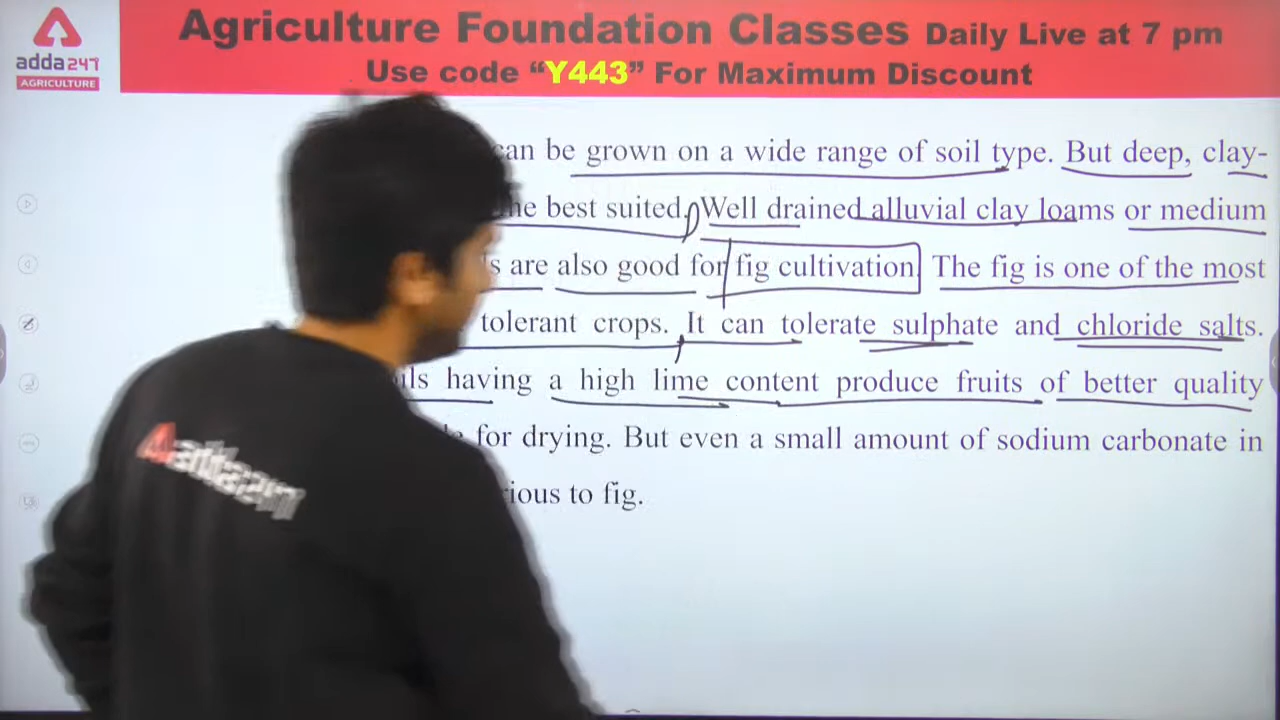 Agriculture Foundation Classes Daily Live at 7 pm
Use code “Y443” For Maximum Discount
adda247
AGRICULTURE
can be grown on a wide range of soil type. But deep, clay-
the best suited. Well drained alluvial clay loams or medium
are also good for fig cultivation. The fig is one of the most
tolerant crops. It can tolerate sulphate and chloride salts.
having a high lime content produce fruits of better quality
for drying. But even a small amount of sodium carbonate in
to fig.
adda247